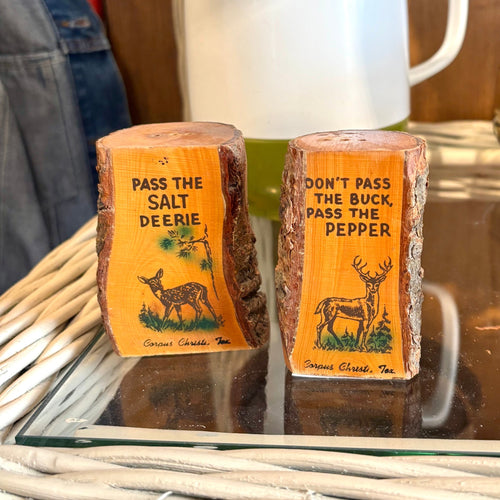 PASS THE
SALT
DEERIE
Corpus Christi, Tex.
DON'T PASS
THE BUCK,
PASS THE
PEPPER
Corpus Christi, Tex.